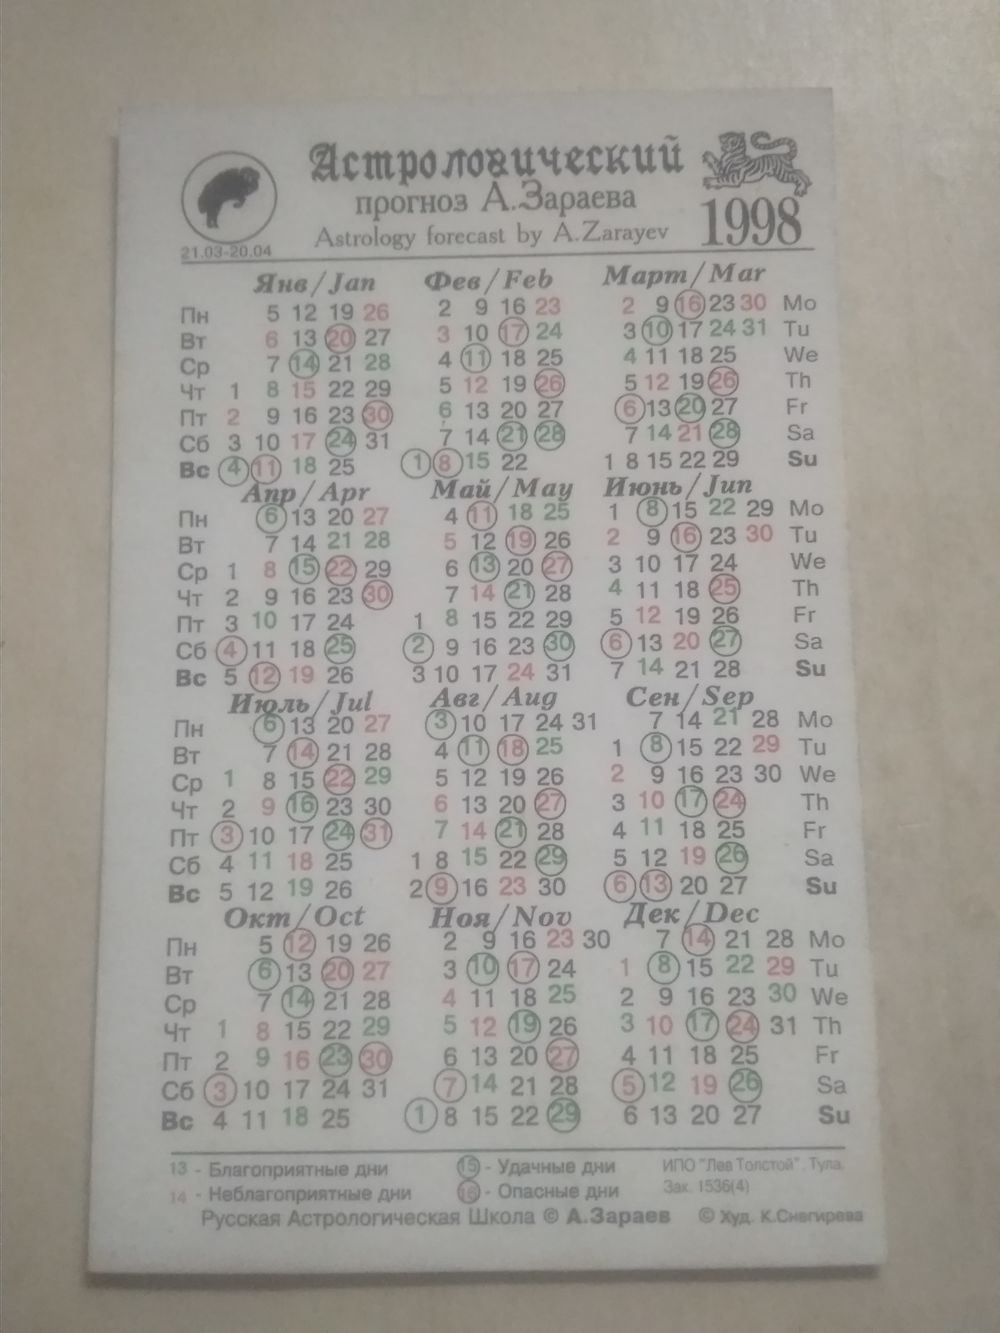 Астрологический
прогноз А.Зараева
Astrology forecast by A.Zarayev
1998
21.03-20.04
Янв/Jan Фев/Feb Март/Mar
Пн 5 12 19 26 2 9 16 23 2 9 16 23 30 Mo
Вт 6 13 20 27 3 10 17 24 3 10 17 24 31 Tu
Ср 7 14 21 28 4 11 18 25 4 11 18 25 We
Чт 1 8 15 22 29 5 12 19 26 5 12 19 26 Th
Пт 2 9 16 23 30 6 13 20 27 6 13 20 27 Fr
Сб 3 10 17 24 31 7 14 21 28 7 14 21 28 Sa
Вс 4 11 18 25 1 8 15 22 1 8 15 22 29 Su
Апр/Apr Май/May Июнь/Jun
Пн 6 13 20 27 4 11 18 25 1 8 15 22 29 Mo
Вт 7 14 21 28 5 12 19 26 2 9 16 23 30 Tu
Ср 1 8 15 22 29 6 13 20 27 3 10 17 24 We
Чт 2 9 16 23 30 7 14 21 28 4 11 18 25 Th
Пт 3 10 17 24 1 8 15 22 29 5 12 19 26 Fr
Сб 4 11 18 25 2 9 16 23 30 6 13 20 27 Sa
Вс 5 12 19 26 3 10 17 24 31 7 14 21 28 Su
Июль/Jul Авг/Aug Сен/Sep
Пн 6 13 20 27 3 10 17 24 31 7 14 21 28 Mo
Вт 7 14 21 28 4 11 18 25 1 8 15 22 29 Tu
Ср 1 8 15 22 29 5 12 19 26 2 9 16 23 30 We
Чт 2 9 16 23 30 6 13 20 27 3 10 17 24 Th
Пт 3 10 17 24 31 7 14 21 28 4 11 18 25 Fr
Сб 4 11 18 25 1 8 15 22 29 5 12 19 26 Sa
Вс 5 12 19 26 2 9 16 23 30 6 13 20 27 Su
Окт/Oct Ноя/Nov Дек/Dec
Пн 5 12 19 26 2 9 16 23 30 7 14 21 28 Mo
Вт 6 13 20 27 3 10 17 24 1 8 15 22 29 Tu
Ср 7 14 21 28 4 11 18 25 2 9 16 23 30 We
Чт 1 8 15 22 29 5 12 19 26 3 10 17 24 31 Th
Пт 2 9 16 23 30 6 13 20 27 4 11 18 25 Fr
Сб 3 10 17 24 31 7 14 21 28 5 12 19 26 Sa
Вс 4 11 18 25 1 8 15 22 29 6 13 20 27 Su
13 - Благоприятные дни 15 - Удачные дни ИПО "Лев Толстой". Тула.
14 - Неблагоприятные дни 16 - Опасные дни Зак. 1536(4)
Русская Астрологическая Школа © А.Зараев © Худ. К.Снегирева